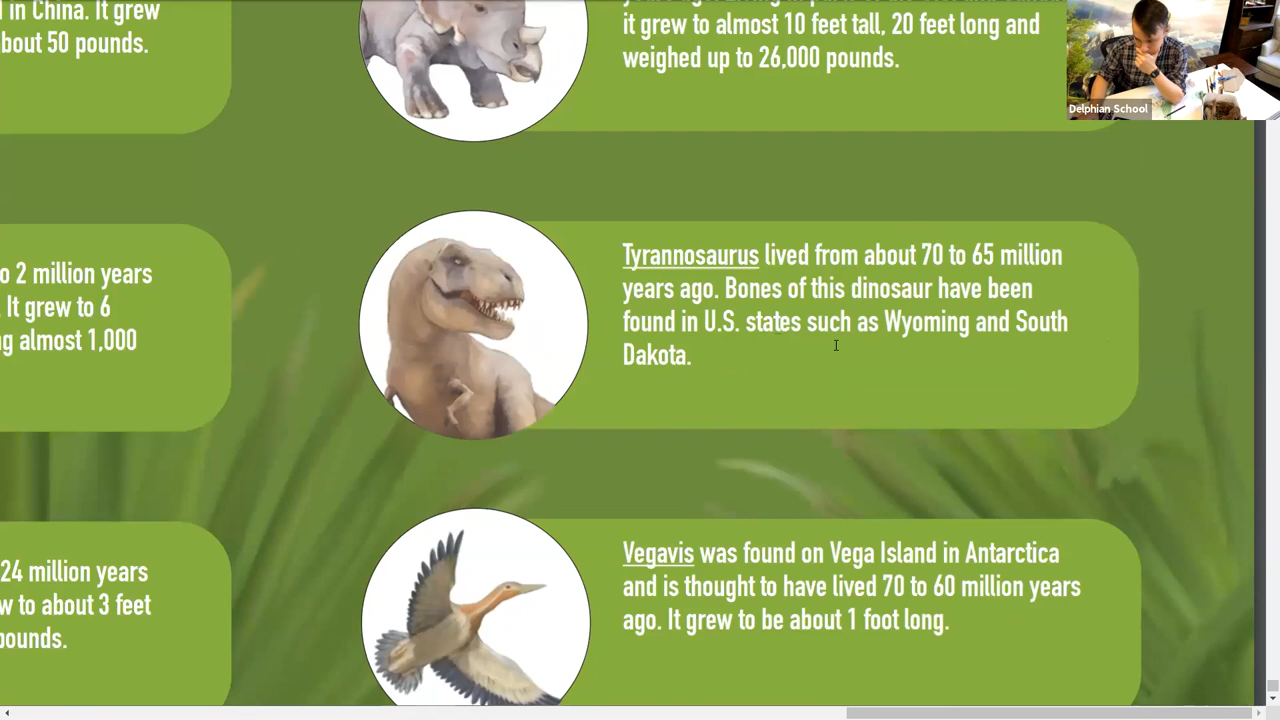 in China. It grew
bout 50 pounds.
it grew to almost 10 feet tall, 20 feet long and
weighed up to 26,000 pounds.
Delphian School
o 2 million years
. It grew to 6
g almost 1,000
Tyrannosaurus lived from about 70 to 65 million
years ago. Bones of this dinosaur have been
found in U.S. states such as Wyoming and South
Dakota.
24 million years
w to about 3 feet
pounds.
Vegavis was found on Vega Island in Antarctica
and is thought to have lived 70 to 60 million years
ago. It grew to be about 1 foot long.